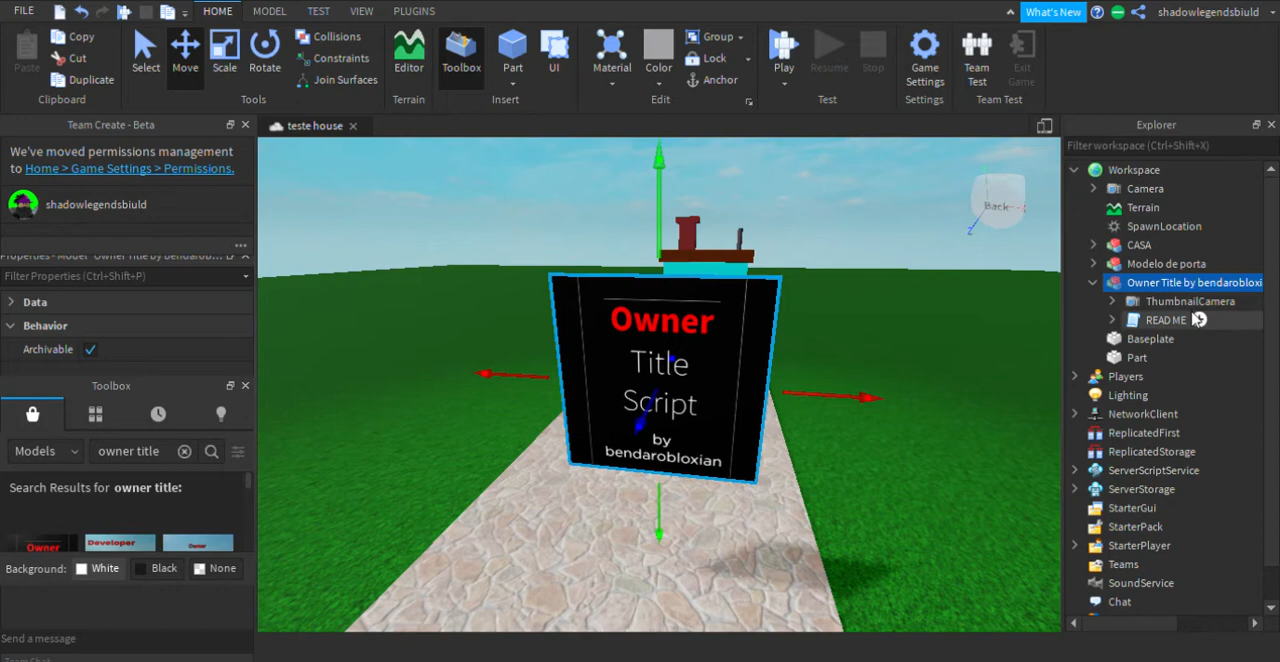 FILE HOME MODEL TEST VIEW PLUGINS What's New shadowlegendsbiuld
Paste Copy Cut Duplicate Clipboard
Select Move Scale Rotate Collisions Constraints Join Surfaces Tools
Editor Terrain
Toolbox Part UI Insert
Material Color Group Lock Anchor Edit
Play Resume Stop Test
Game Settings Settings
Team Test Exit Game Team Test
Team Create - Beta
We've moved permissions management
to Home > Game Settings > Permissions.
shadowlegendsbiuld
Filter Properties (Ctrl+Shift+P)
Data
Behavior
Archivable
Toolbox
Models owner title
Search Results for owner title:
Owner Developer Owner
Background: White Black None
Send a message
teste house
Back
Owner
Title
Script
by
bendarobloxian
Explorer
Filter workspace (Ctrl+Shift+X)
Workspace
Camera
Terrain
SpawnLocation
CASA
Modelo de porta
Owner Title by bendarobloxi
ThumbnailCamera
README
Baseplate
Part
Players
Lighting
NetworkClient
ReplicatedFirst
ReplicatedStorage
ServerScriptService
ServerStorage
StarterGui
StarterPack
StarterPlayer
Teams
SoundService
Chat